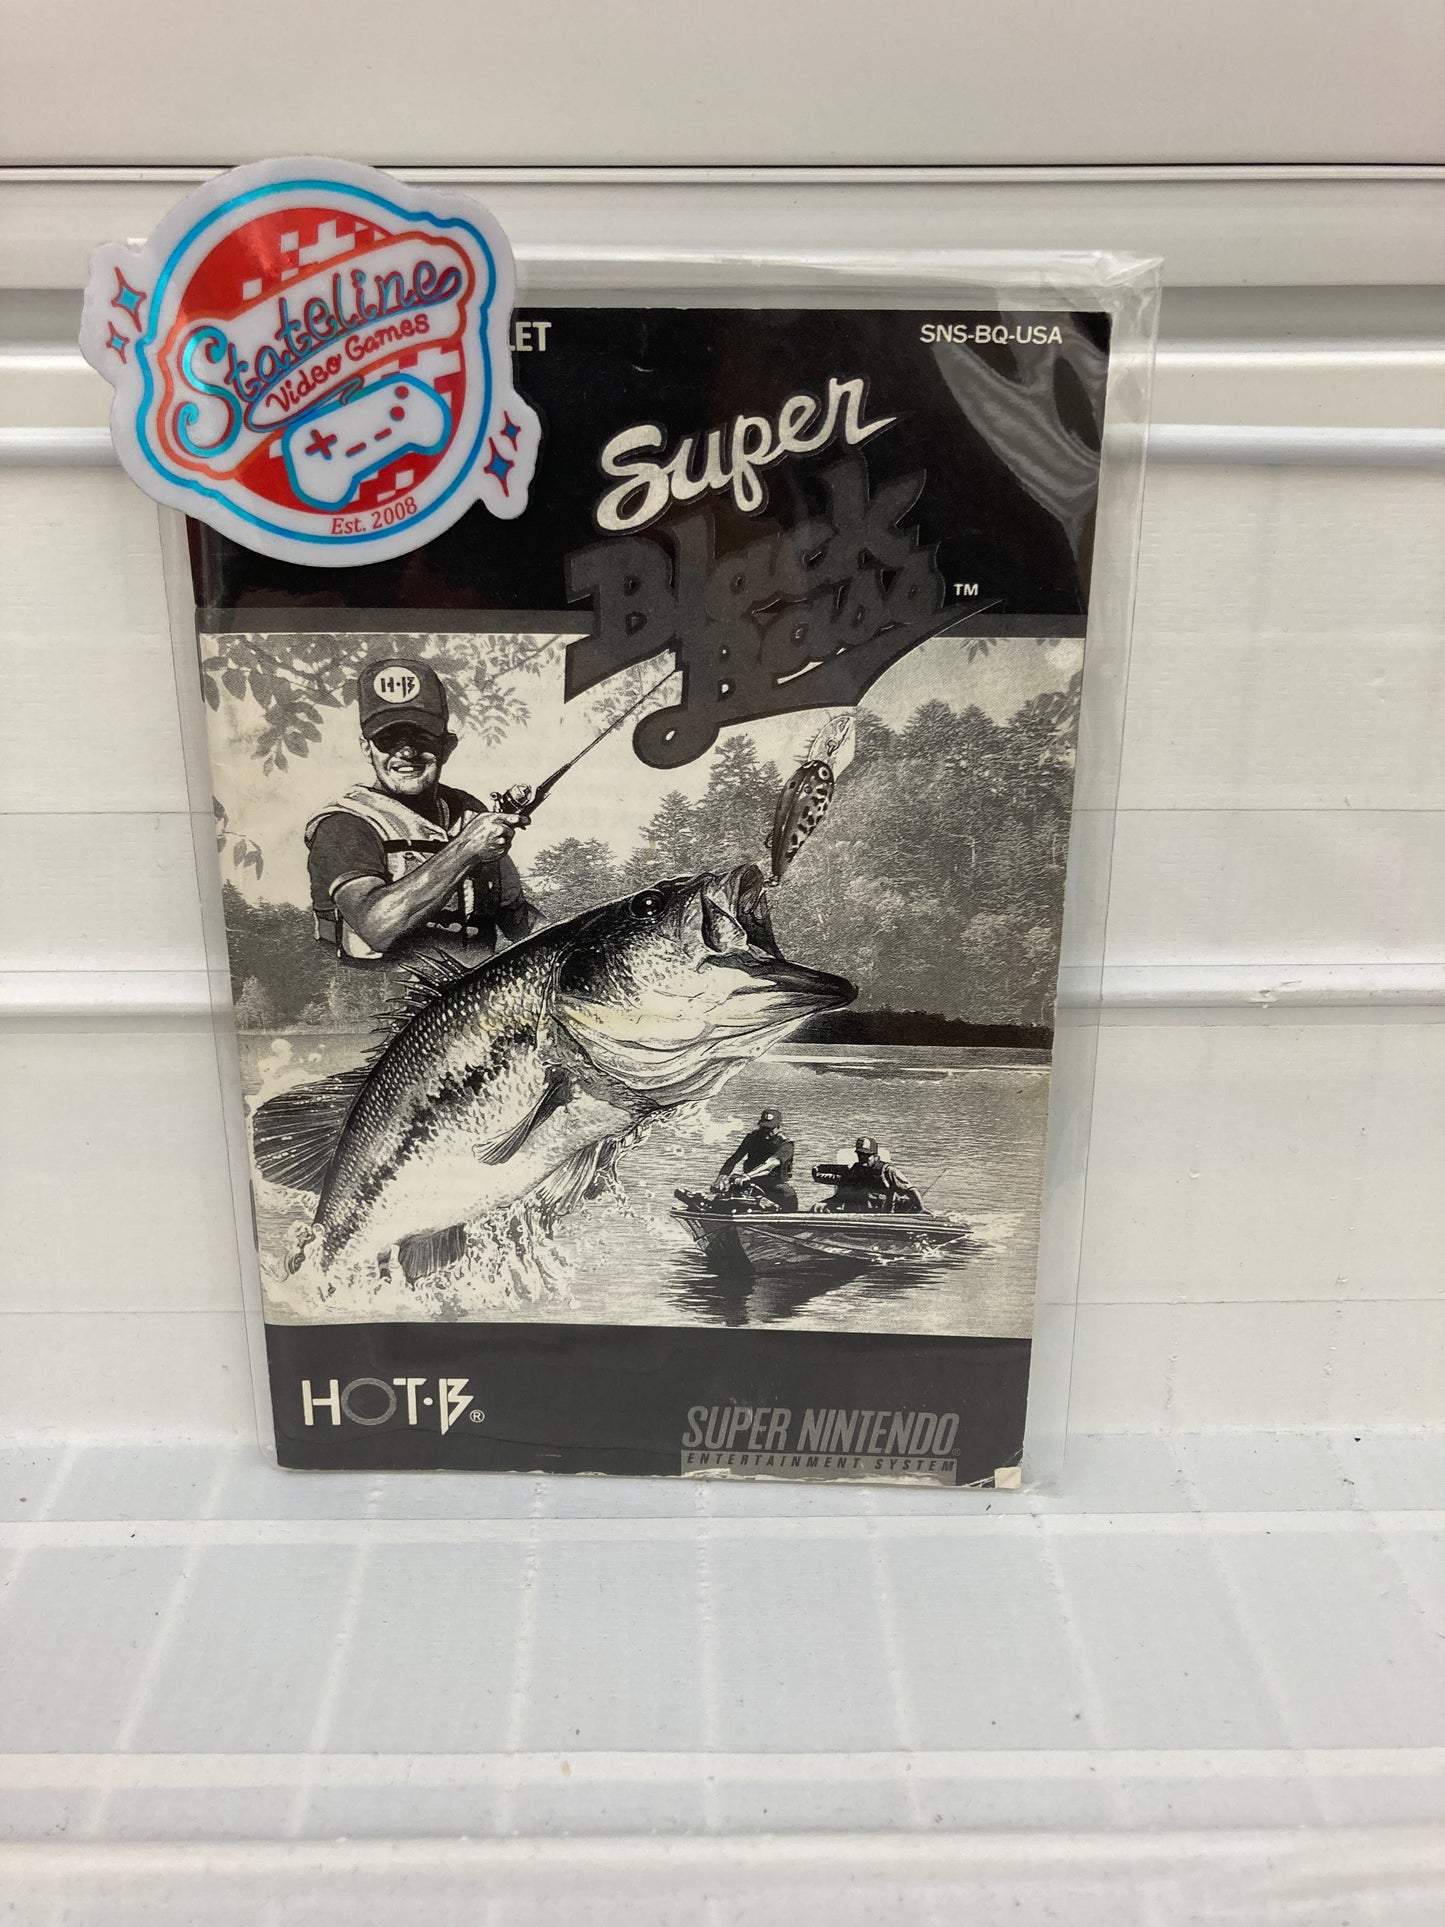 Stateline
Video Games
Est. 2008
LET
SNS-BQ-USA
Super
Black
Bass
TM
H·B
HOT·B®
SUPER NINTENDO®
ENTERTAINMENT SYSTEM